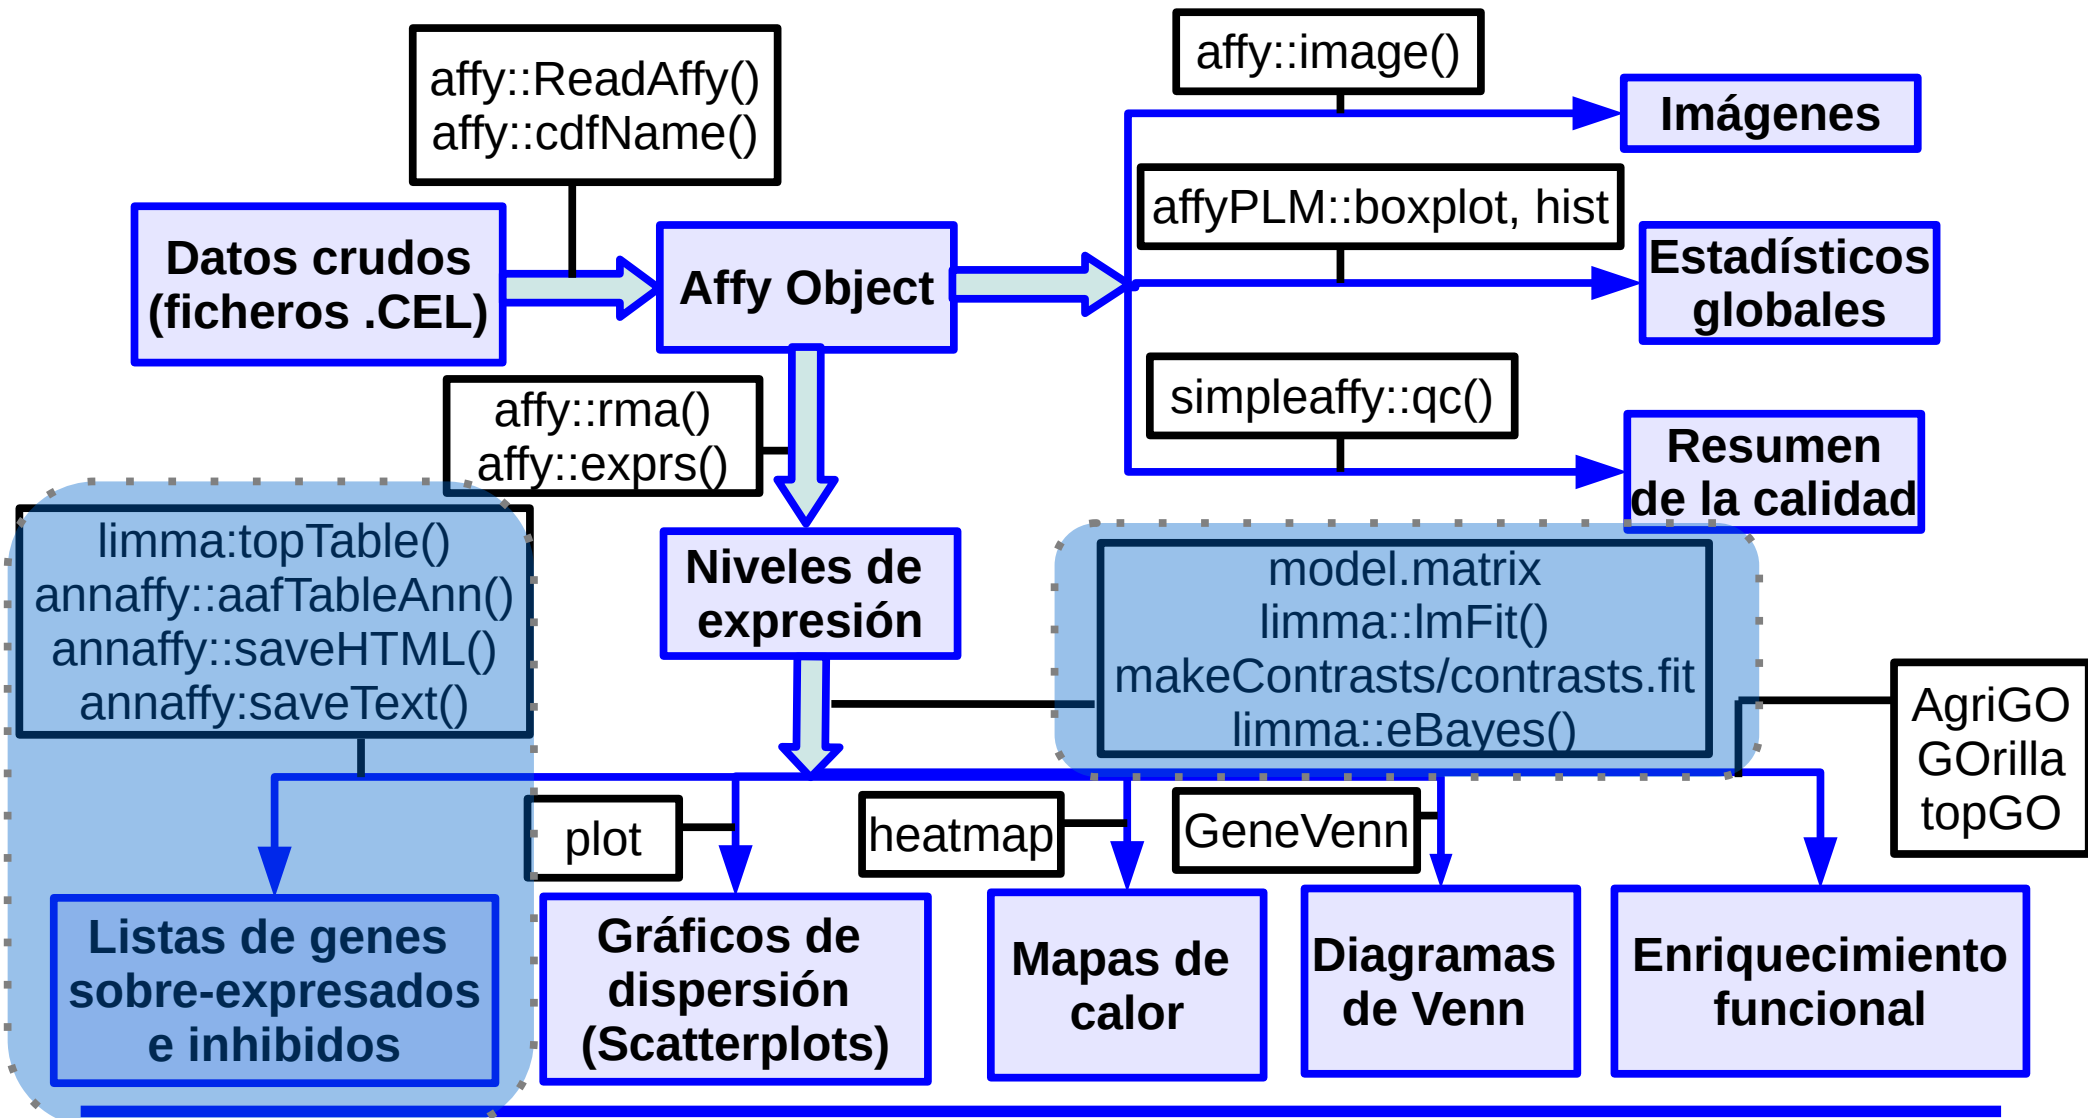 affy::ReadAffy()
affy::cdfName()
affy::image()
Imágenes
affyPLM::boxplot, hist
Datos crudos
(ficheros .CEL)
Affy Object
Estadísticos
globales
affy::rma()
affy::exprs()
simpleaffy::qc()
Resumen
de la calidad
limma:topTable()
annaffy::aafTableAnn()
annaffy::saveHTML()
annaffy:saveText()
Niveles de
expresión
model.matrix
limma::lmFit()
makeContrasts/contrasts.fit
limma::eBayes()
AgriGO
GOrilla
topGO
plot
heatmap
GeneVenn
Listas de genes
sobre-expresados
e inhibidos
Gráficos de
dispersión
(Scatterplots)
Mapas de
calor
Diagramas
de Venn
Enriquecimiento
funcional